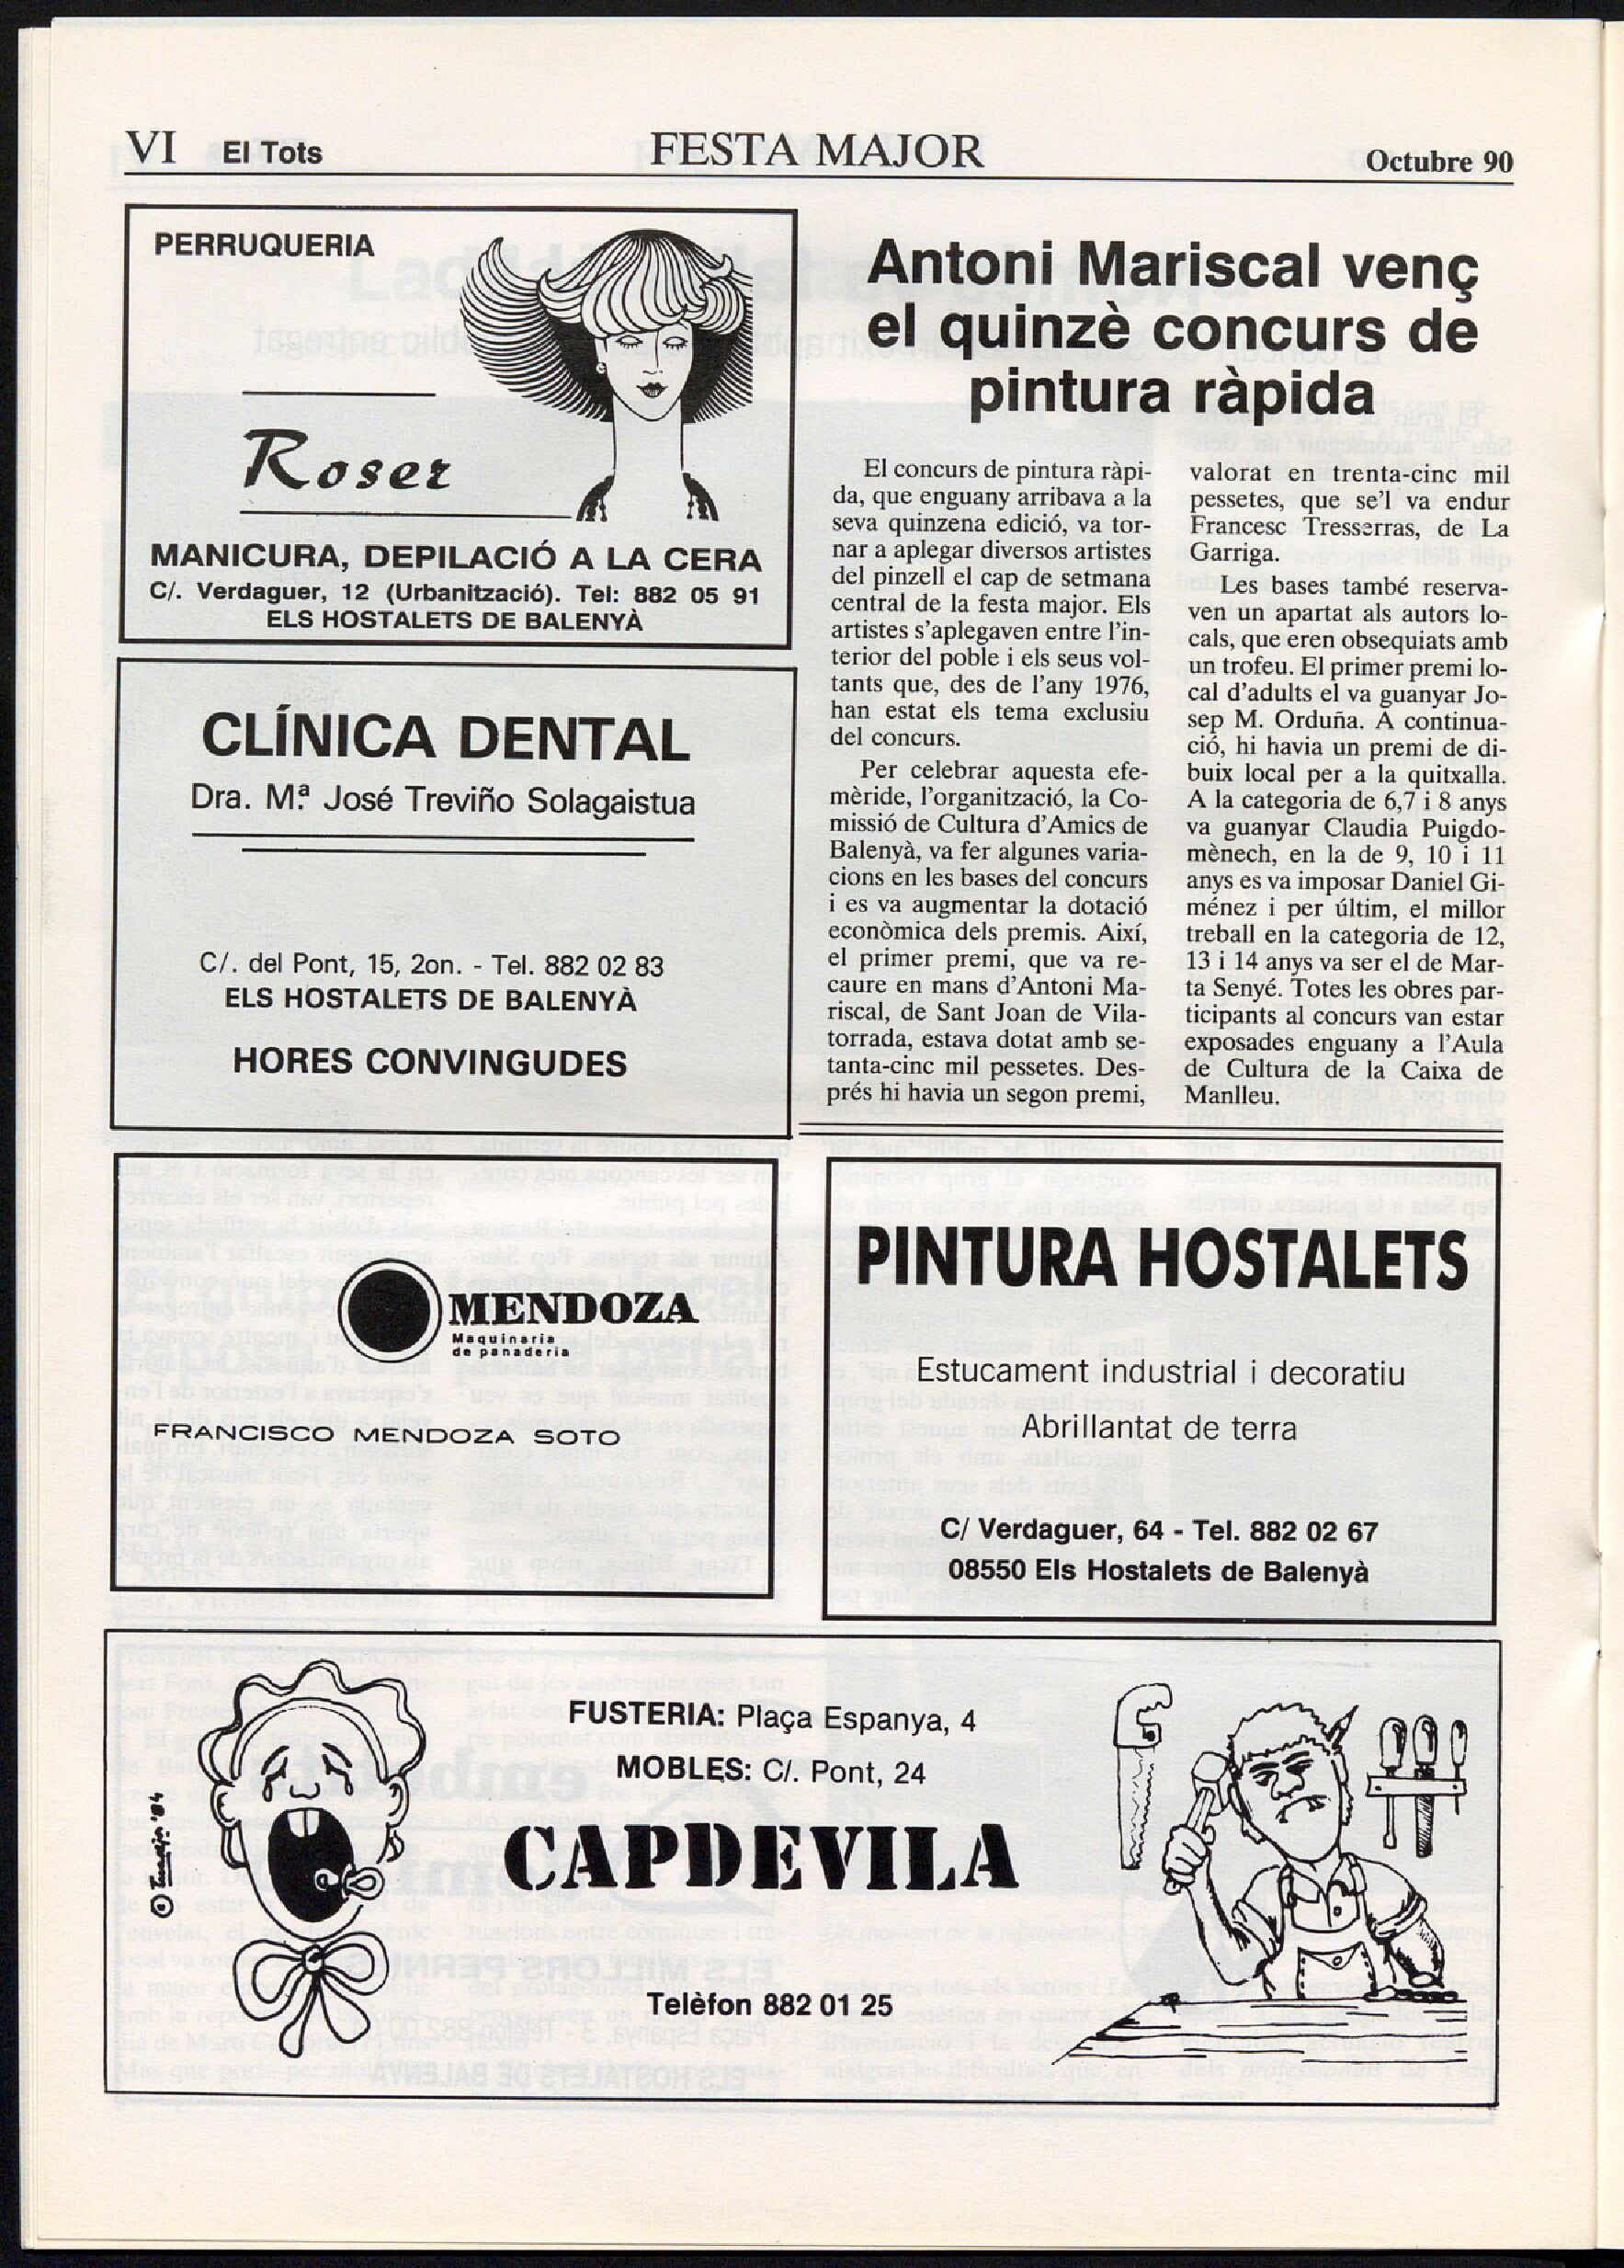 VI El Tots FESTA MAJOR Octubre 90
PERRUQUERIA
Roser
MANICURA, DEPILACIÓ A LA CERA
C/. Verdaguer, 12 (Urbanització). Tel: 882 05 91
ELS HOSTALETS DE BALENYÀ
CLÍNICA DENTAL
Dra. M.ª José Treviño Solagaistua
C/. del Pont, 15, 2on. - Tel. 882 02 83
ELS HOSTALETS DE BALENYÀ
HORES CONVINGUDES
Antoni Mariscal venç
el quinzè concurs de
pintura ràpida
El concurs de pintura ràpi-
da, que enguany arribava a la
seva quinzena edició, va tor-
nar a aplegar diversos artistes
del pinzell el cap de setmana
central de la festa major. Els
artistes s'aplegaven entre l'in-
terior del poble i els seus vol-
tants que, des de l'any 1976,
han estat els tema exclusiu
del concurs.
Per celebrar aquesta efe-
mèride, l'organització, la Co-
missió de Cultura d'Amics de
Balenyà, va fer algunes varia-
cions en les bases del concurs
i es va augmentar la dotació
econòmica dels premis. Així,
el primer premi, que va re-
caure en mans d'Antoni Ma-
riscal, de Sant Joan de Vila-
torrada, estava dotat amb se-
tanta-cinc mil pessetes. Des-
prés hi havia un segon premi,
valorat en trenta-cinc mil
pessetes, que se'l va endur
Francesc Tresserras, de La
Garriga.
Les bases també reserva-
ven un apartat als autors lo-
cals, que eren obsequiats amb
un trofeu. El primer premi lo-
cal d'adults el va guanyar Jo-
sep M. Orduña. A continua-
ció, hi havia un premi de di-
buix local per a la quitxalla.
A la categoria de 6,7 i 8 anys
va guanyar Claudia Puigdo-
mènech, en la de 9, 10 i 11
anys es va imposar Daniel Gi-
ménez i per últim, el millor
treball en la categoria de 12,
13 i 14 anys va ser el de Mar-
ta Senyé. Totes les obres par-
ticipants al concurs van estar
exposades enguany a l'Aula
de Cultura de la Caixa de
Manlleu.
MENDOZA
Maquinaria
de panaderia
FRANCISCO MENDOZA SOTO
PINTURA HOSTALETS
Estucament industrial i decoratiu
Abrillantat de terra
C/ Verdaguer, 64 - Tel. 882 02 67
08550 Els Hostalets de Balenyà
FUSTERIA: Plaça Espanya, 4
MOBLES: C/. Pont, 24
CAPDEVILA
Telèfon 882 01 25